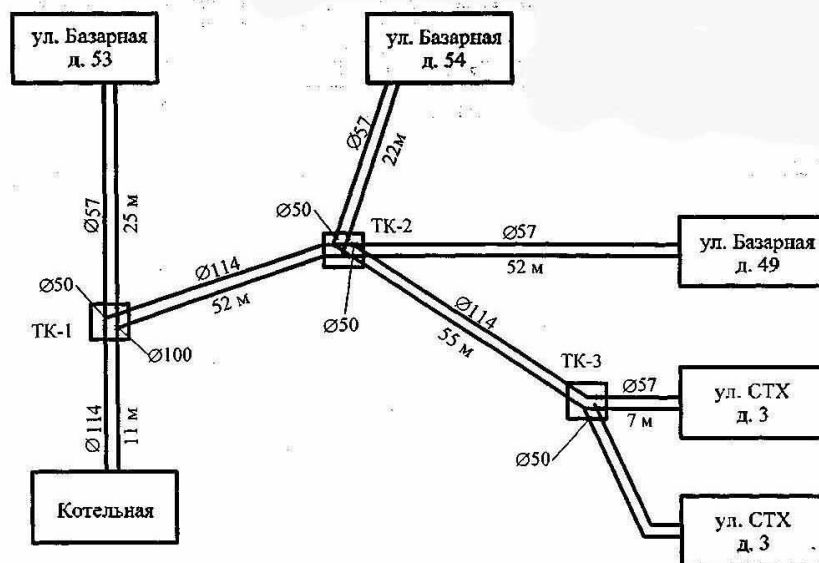 ул. Базарная
д. 53
ул. Базарная
д. 54
Ø57
25 м
Ø57
22м
Ø50
ТК-2
Ø57
52 м
ул. Базарная
д. 49
Ø114
52 м
Ø50
Ø50
ТК-1
Ø100
Ø114
55 м
ТК-3
Ø57
7 м
ул. СТХ
д. 3
Ø114
11 м
Ø50
Котельная
ул. СТХ
д. 3